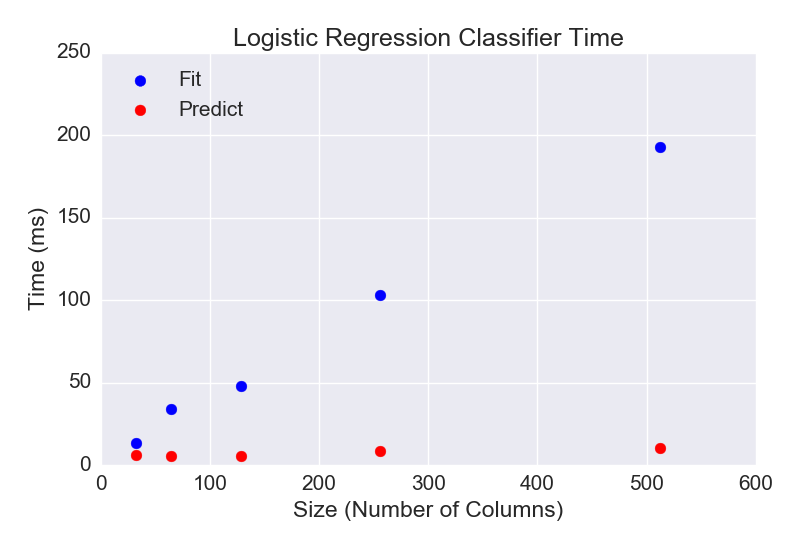 Logistic Regression Classifier Time
250
200
150
100
50
0
Time (ms)
Fit
Predict
0 100 200 300 400 500 600
Size (Number of Columns)